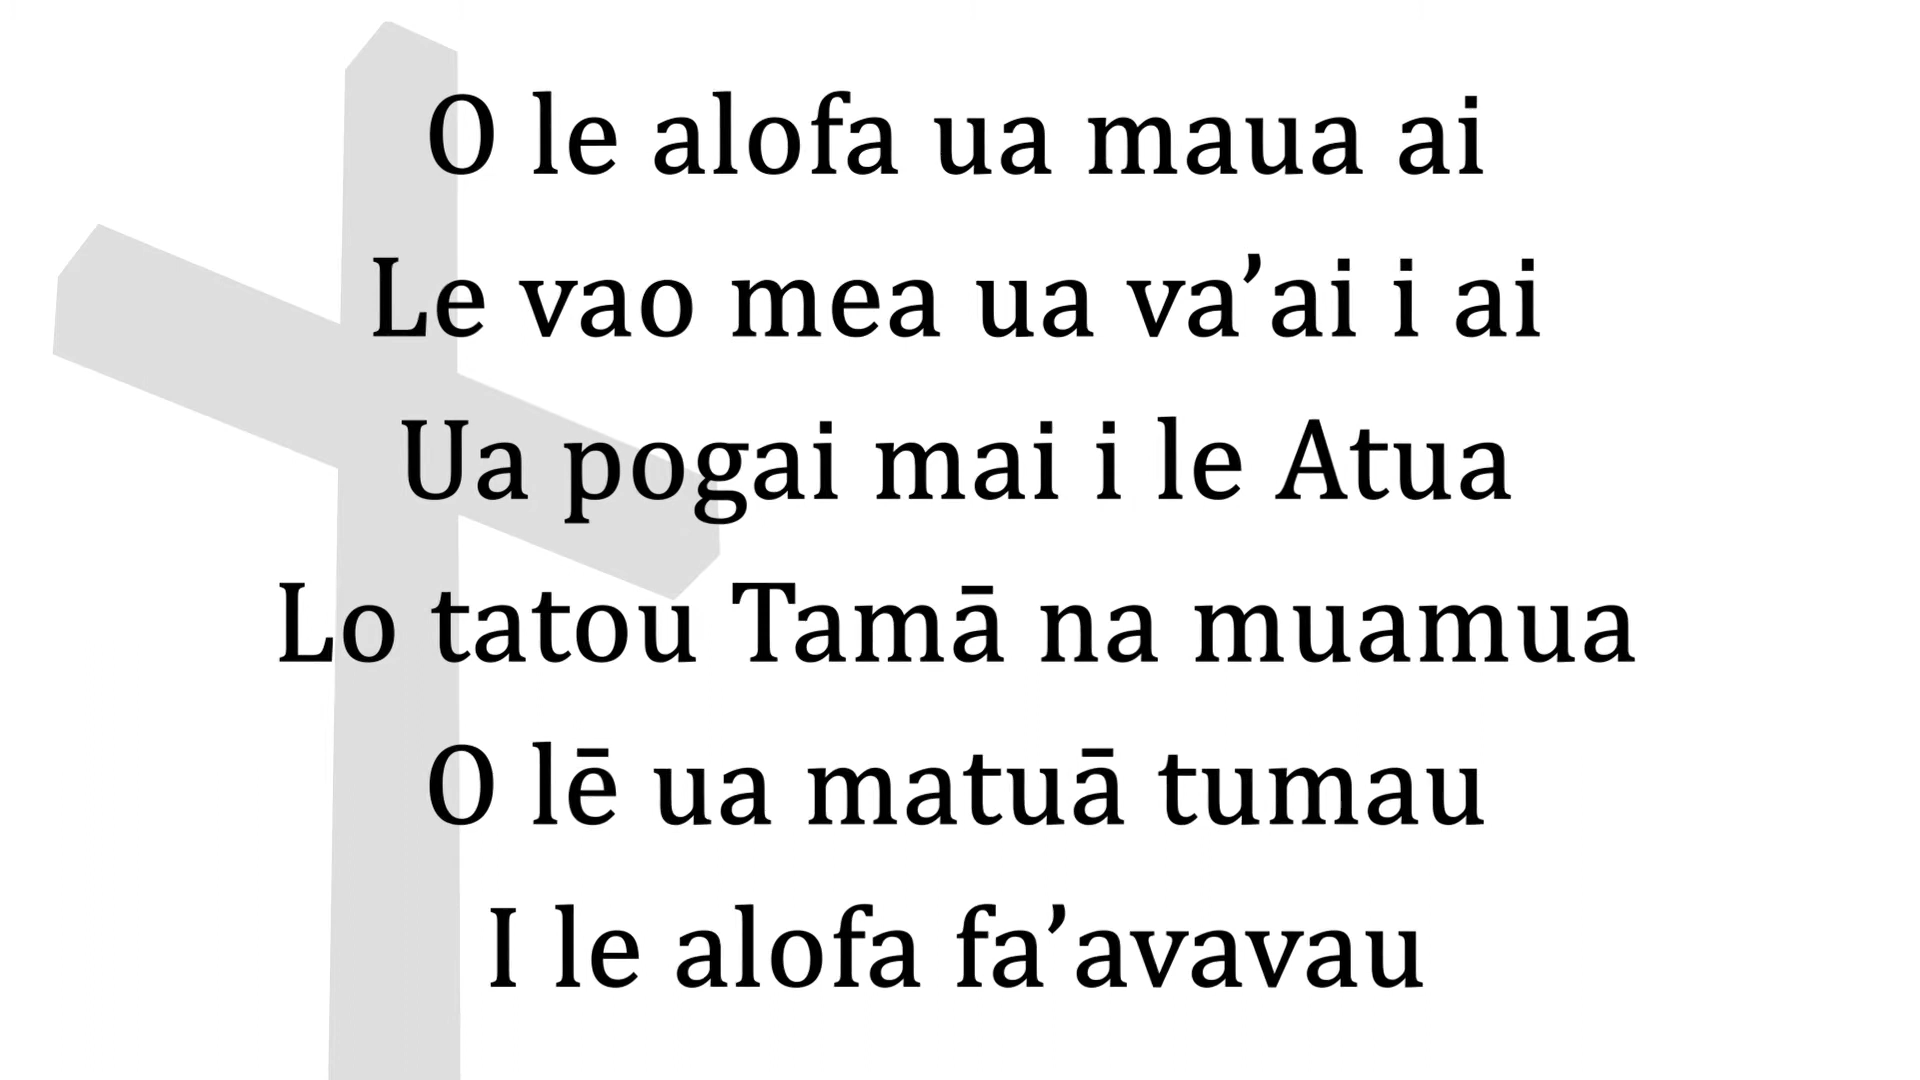 O le alofa ua maua ai
Le vao mea ua va’ai i ai
Ua pogai mai i le Atua
Lo tatou Tamā na muamua
O lē ua matuā tumau
I le alofa fa’avavau